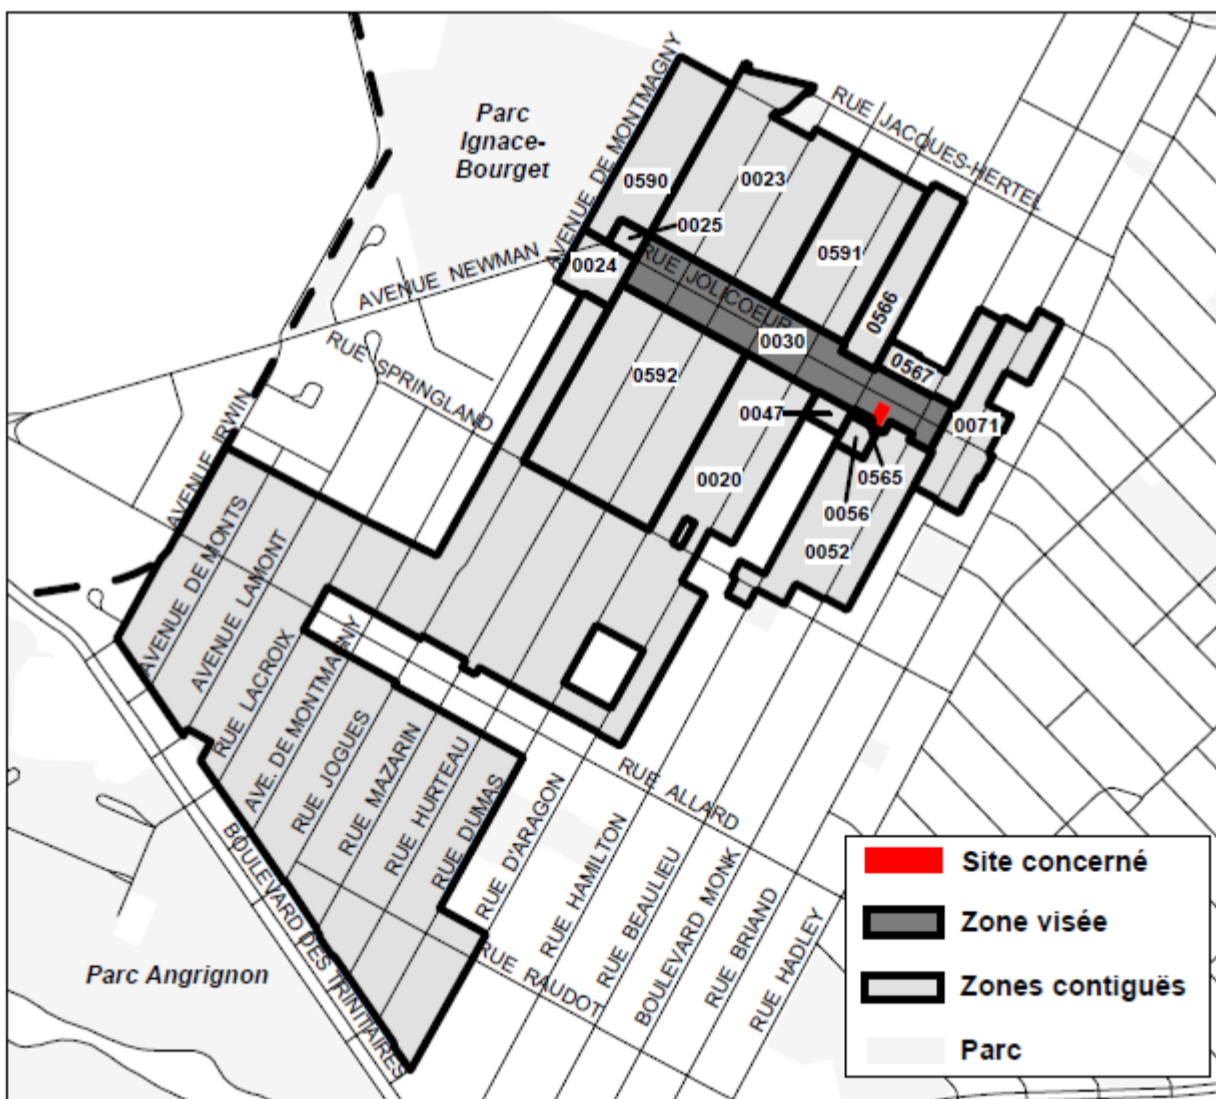 Parc
Ignace-
Bourget
AVENUE DE MONTMAGNY
RUE JACQUES-HERTEL
0590
0023
0025
0591
0024
AVENUE NEWMAN
RUE JOLICOEUR
0566
0030
0567
RUE SPRINGLAND
0592
0047
0071
AVENUE IRWIN
0020
0565
0056
0052
AVENUE DE MONTS
AVENUE LAMONT
RUE LACROIX
AVE. DE MONTMAGNY
RUE JOGUES
RUE MAZARIN
RUE HURTEAU
RUE DUMAS
RUE D'ARAGON
RUE ALLARD
RUE HAMILTON
RUE BEAULIEU
BOULEVARD MONK
RUE BRIAND
RUE HADLEY
RUE RAUDOT
BOULEVARD DES TRINITAIRES
Parc Angrignon
Site concerné
Zone visée
Zones contiguës
Parc